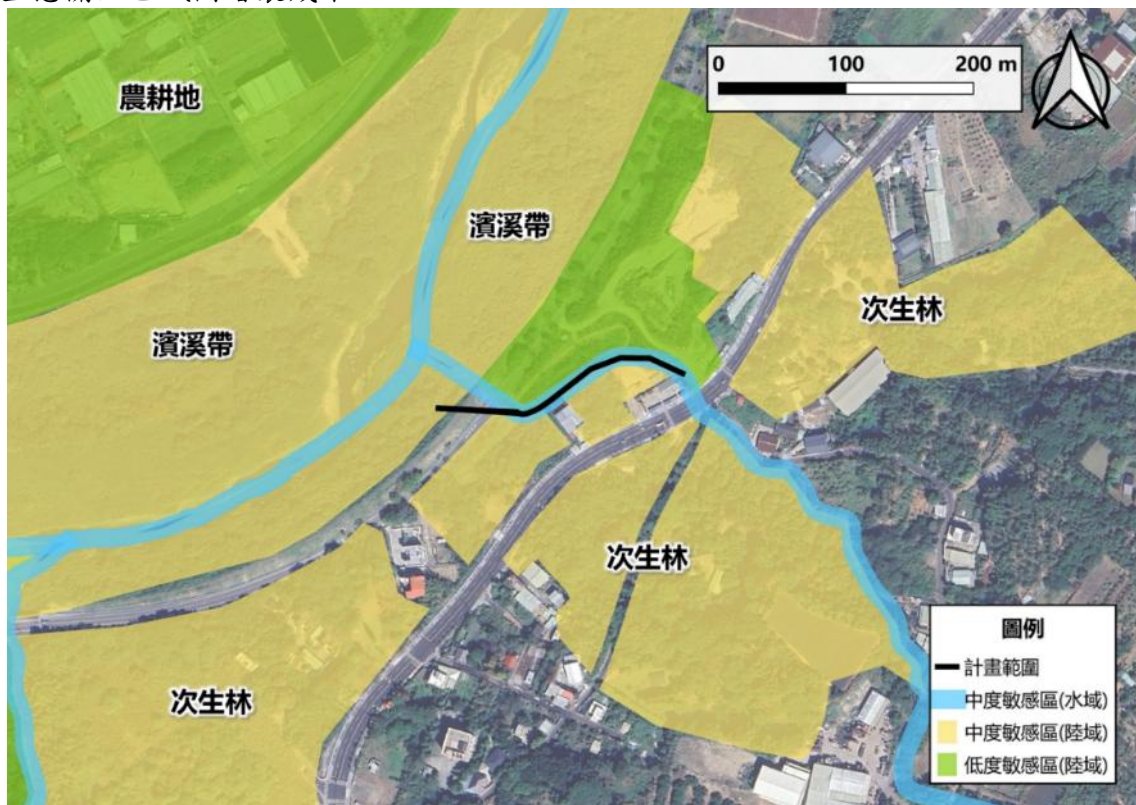 0 100 200 m
農耕地
濱溪帶
次生林
濱溪帶
次生林
次生林
圖例
計畫範圍
中度敏感區(水域)
中度敏感區(陸域)
低度敏感區(陸域)